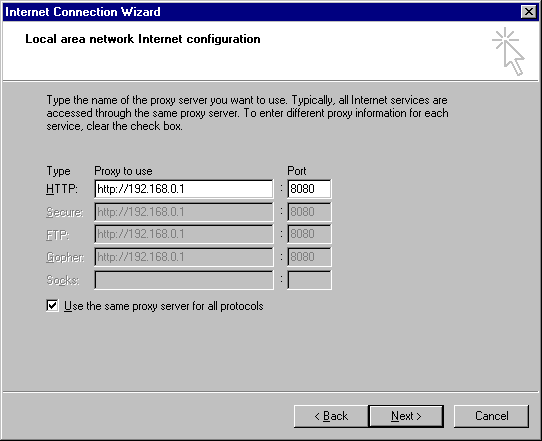 Internet Connection Wizard
Local area network Internet configuration
Type the name of the proxy server you want to use. Typically, all Internet services are
accessed through the same proxy server. To enter different proxy information for each
service, clear the check box.
Type Proxy to use Port
HTTP: http://192.168.0.1 : 8080
Secure: http://192.168.0.1 : 8080
FTP: http://192.168.0.1 : 8080
Gopher: http://192.168.0.1 : 8080
Socks: :
Use the same proxy server for all protocols
< Back Next > Cancel